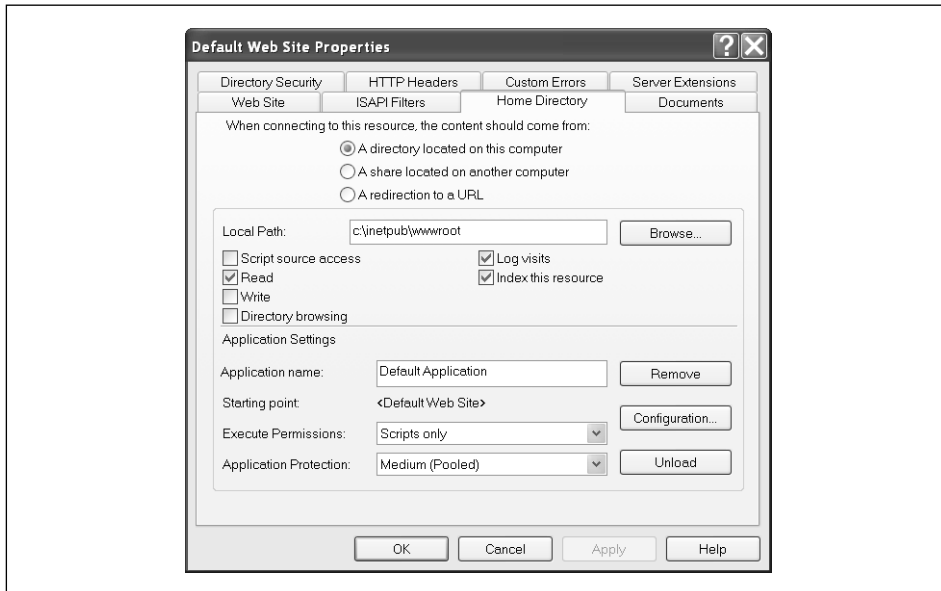 Default Web Site Properties
Directory Security HTTP Headers Custom Errors Server Extensions
Web Site ISAPI Filters Home Directory Documents
When connecting to this resource, the content should come from:
A directory located on this computer
A share located on another computer
A redirection to a URL
Local Path: c:\inetpub\wwwroot Browse...
Script source access Log visits
Read Index this resource
Write
Directory browsing
Application Settings
Application name: Default Application Remove
Starting point: <Default Web Site>
Configuration...
Execute Permissions: Scripts only
Application Protection: Medium (Pooled) Unload
OK Cancel Apply Help